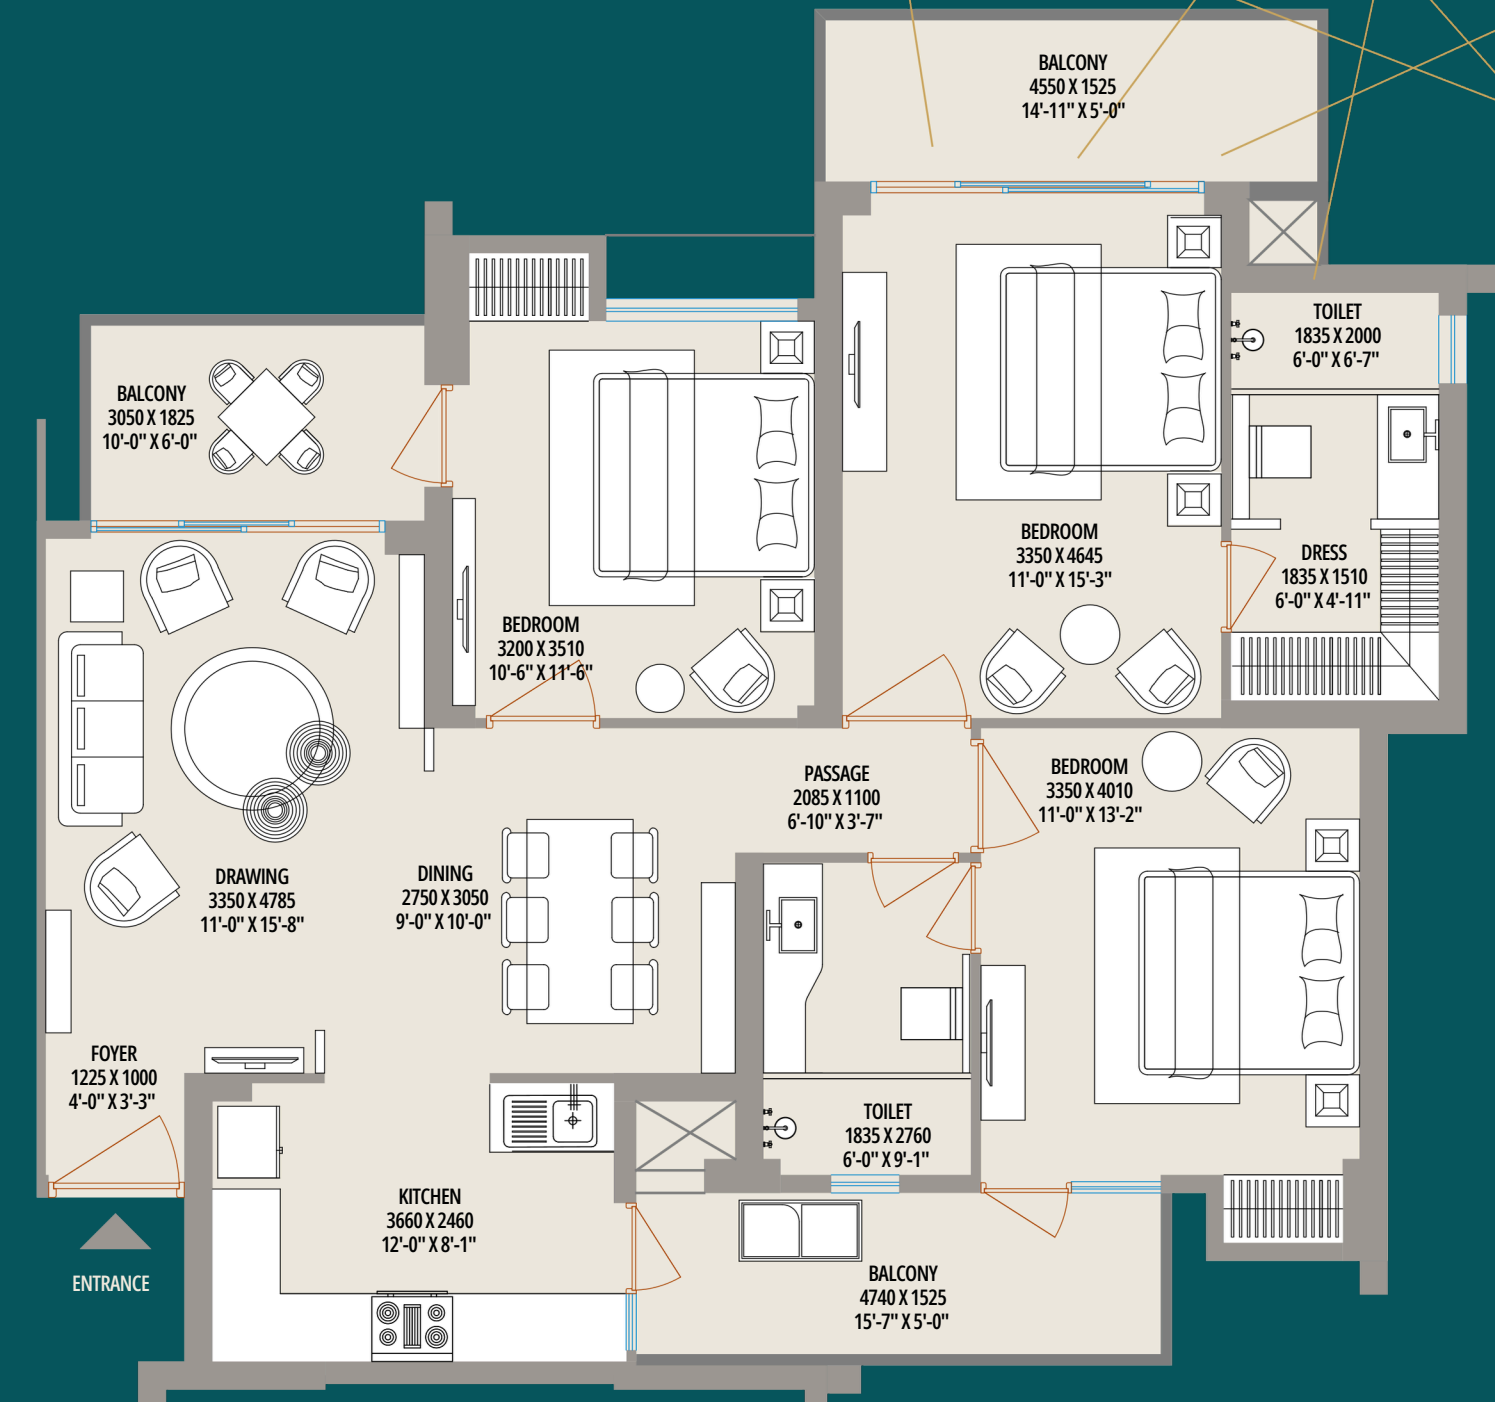 BALCONY
4550 X 1525
14'-11" X 5'-0"
TOILET
1835 X 2000
6'-0" X 6'-7"
BALCONY
3050 X 1825
10'-0" X 6'-0"
BEDROOM
3350 X 4645
11'-0" X 15'-3"
DRESS
1835 X 1510
6'-0" X 4'-11"
BEDROOM
3200 X 3510
10'-6" X 11'-6"
PASSAGE
2085 X 1100
6'-10" X 3'-7"
BEDROOM
3350 X 4010
11'-0" X 13'-2"
DRAWING
3350 X 4785
11'-0" X 15'-8"
DINING
2750 X 3050
9'-0" X 10'-0"
FOYER
1225 X 1000
4'-0" X 3'-3"
TOILET
1835 X 2760
6'-0" X 9'-1"
KITCHEN
3660 X 2460
12'-0" X 8'-1"
ENTRANCE
BALCONY
4740 X 1525
15'-7" X 5'-0"